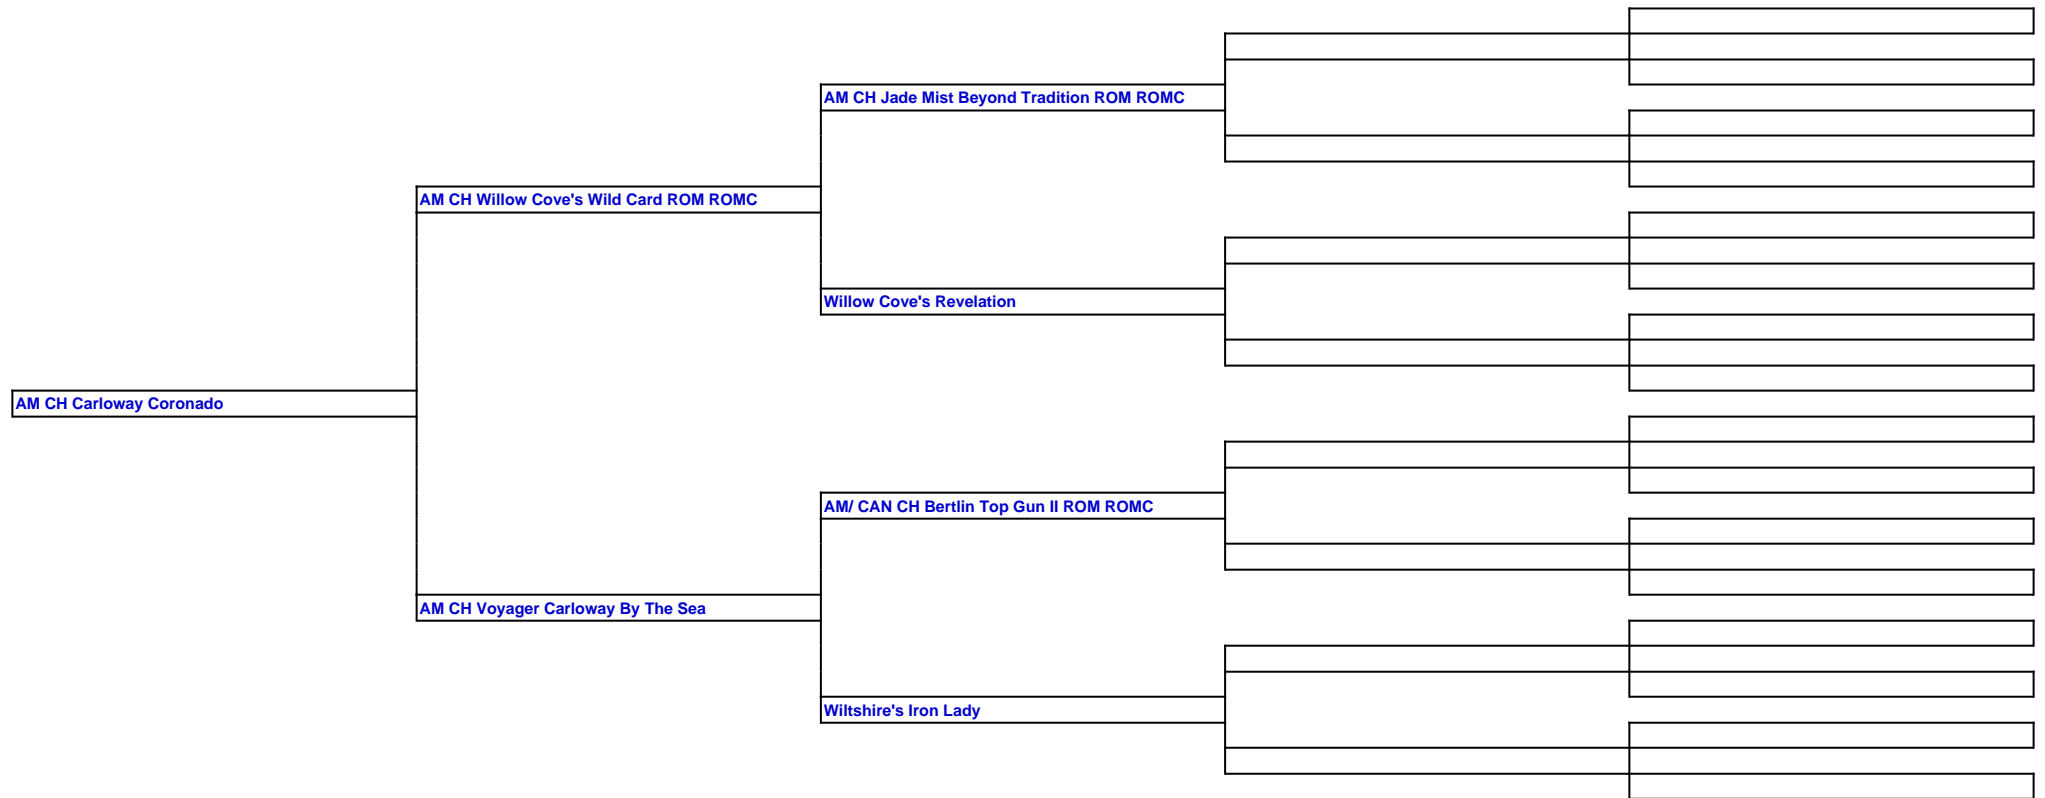 AM CH Jade Mist Beyond Tradition ROM ROMC
AM CH Willow Cove's Wild Card ROM ROMC
Willow Cove's Revelation
AM CH Carloway Coronado
AM/ CAN CH Bertlin Top Gun II ROM ROMC
AM CH Voyager Carloway By The Sea
Wiltshire's Iron Lady